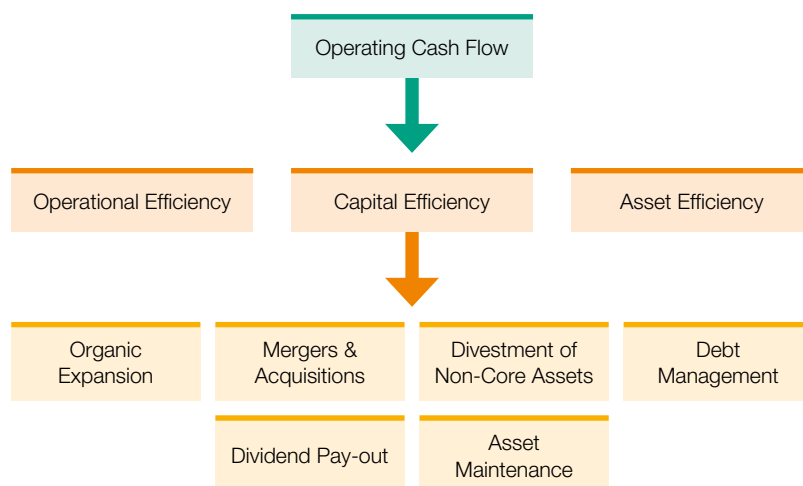 Operating Cash Flow
Operational Efficiency
Capital Efficiency
Asset Efficiency
Organic
Expansion
Mergers &
Acquisitions
Divestment of
Non-Core Assets
Debt
Management
Dividend Pay-out
Asset
Maintenance